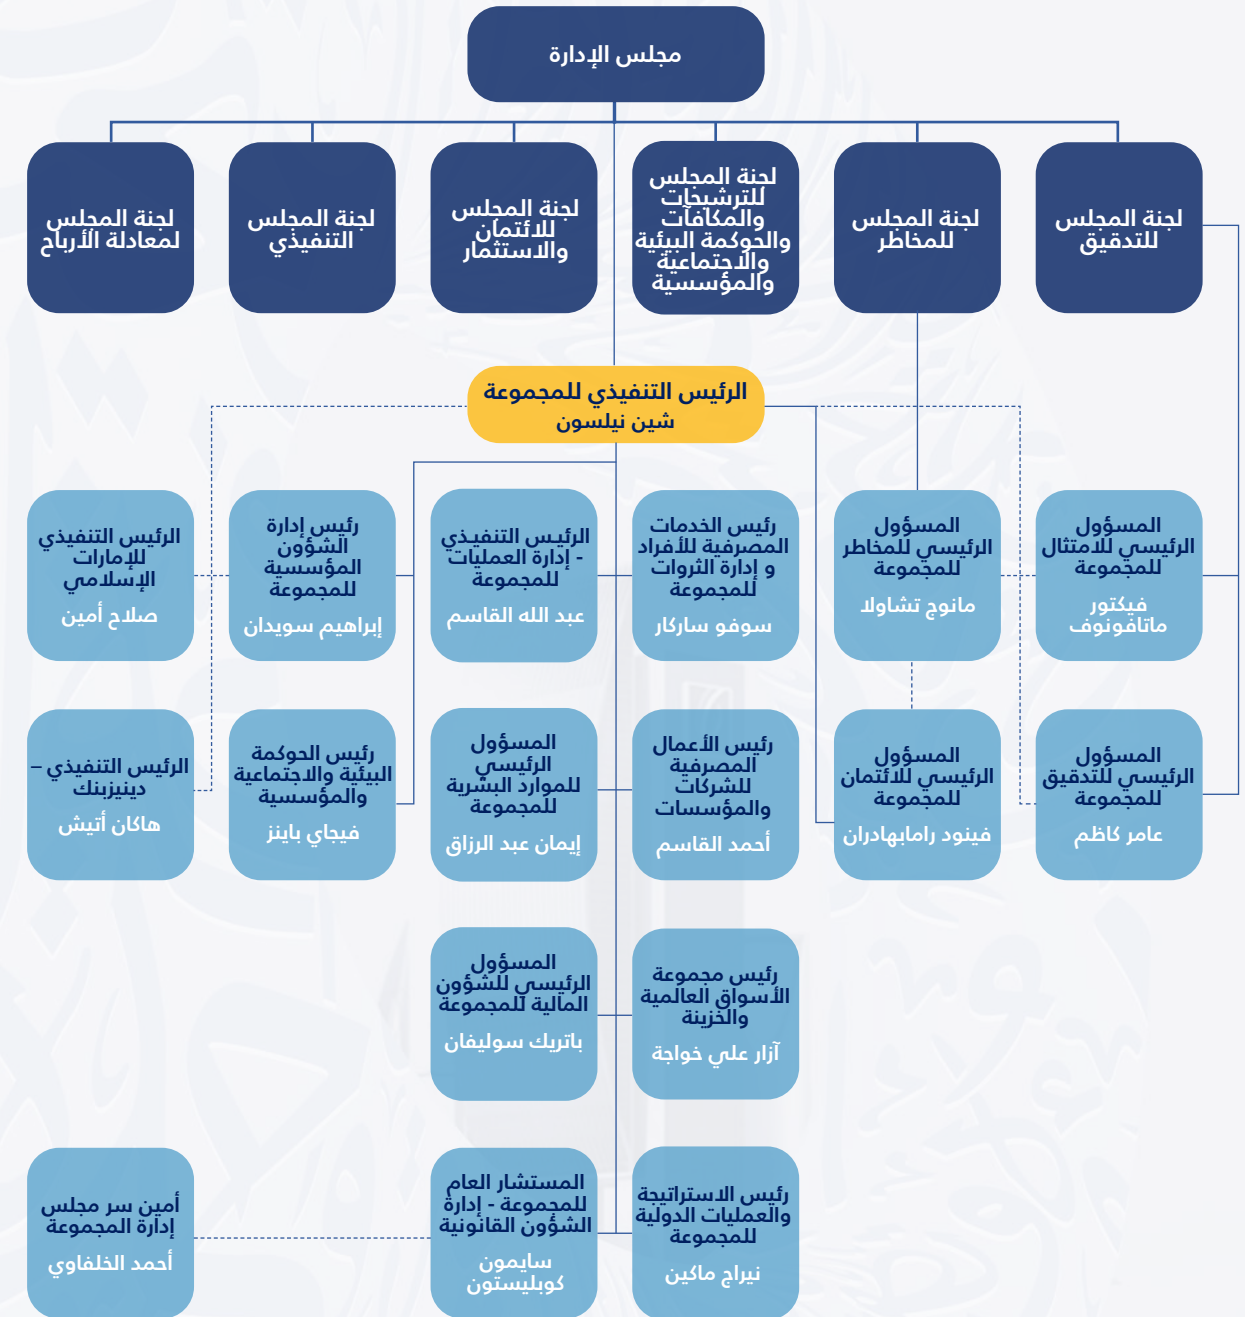 مجلس الإدارة
لجنة المجلس
للتدقيق
لجنة المجلس
للمخاطر
لجنة المجلس
للترشيحات
والمكافآت
والحوكمة البيئية
والاجتماعية
والمؤسسية
لجنة المجلس
للائتمان
والاستثمار
لجنة المجلس
التنفيذي
لجنة المجلس
لمعادلة الأرباح
الرئيس التنفيذي للمجموعة
شين نيلسون
المسؤول
الرئيسي للامتثال
للمجموعة
فيكتور
ماتافونوف
المسؤول
الرئيسي للمخاطر
للمجموعة
مانوج تشاولا
رئيس الخدمات
المصرفية للأفراد
و إدارة الثروات
للمجموعة
سوفو ساركار
الرئيس التنفيذي
- إدارة العمليات
للمجموعة
عبد الله القاسم
رئيس إدارة
الشؤون
المؤسسية
للمجموعة
إبراهيم سويدان
الرئيس التنفيذي
للإمارات
الإسلامي
صلاح أمين
المسؤول
الرئيسي للتدقيق
للمجموعة
عامر كاظم
المسؤول
الرئيسي للائتمان
للمجموعة
فينود رامابهادران
رئيس الأعمال
المصرفية
للشركات
والمؤسسات
أحمد القاسم
المسؤول
الرئيسي
للموارد البشرية
للمجموعة
إيمان عبد الرزاق
رئيس الحوكمة
البيئية والاجتماعية
والمؤسسية
فيجاي باينز
الرئيس التنفيذي –
دينيزبنك
هاكان أتيش
رئيس مجموعة
الأسواق العالمية
والخزينة
آزار علي خواجة
المسؤول
الرئيسي للشؤون
المالية للمجموعة
باتريك سوليفان
رئيس الاستراتيجة
والعمليات الدولية
للمجموعة
نيراج ماكين
المستشار العام
للمجموعة - إدارة
الشؤون القانونية
سايمون
كوبليستون
أمين سر مجلس
إدارة المجموعة
أحمد الخلفاوي